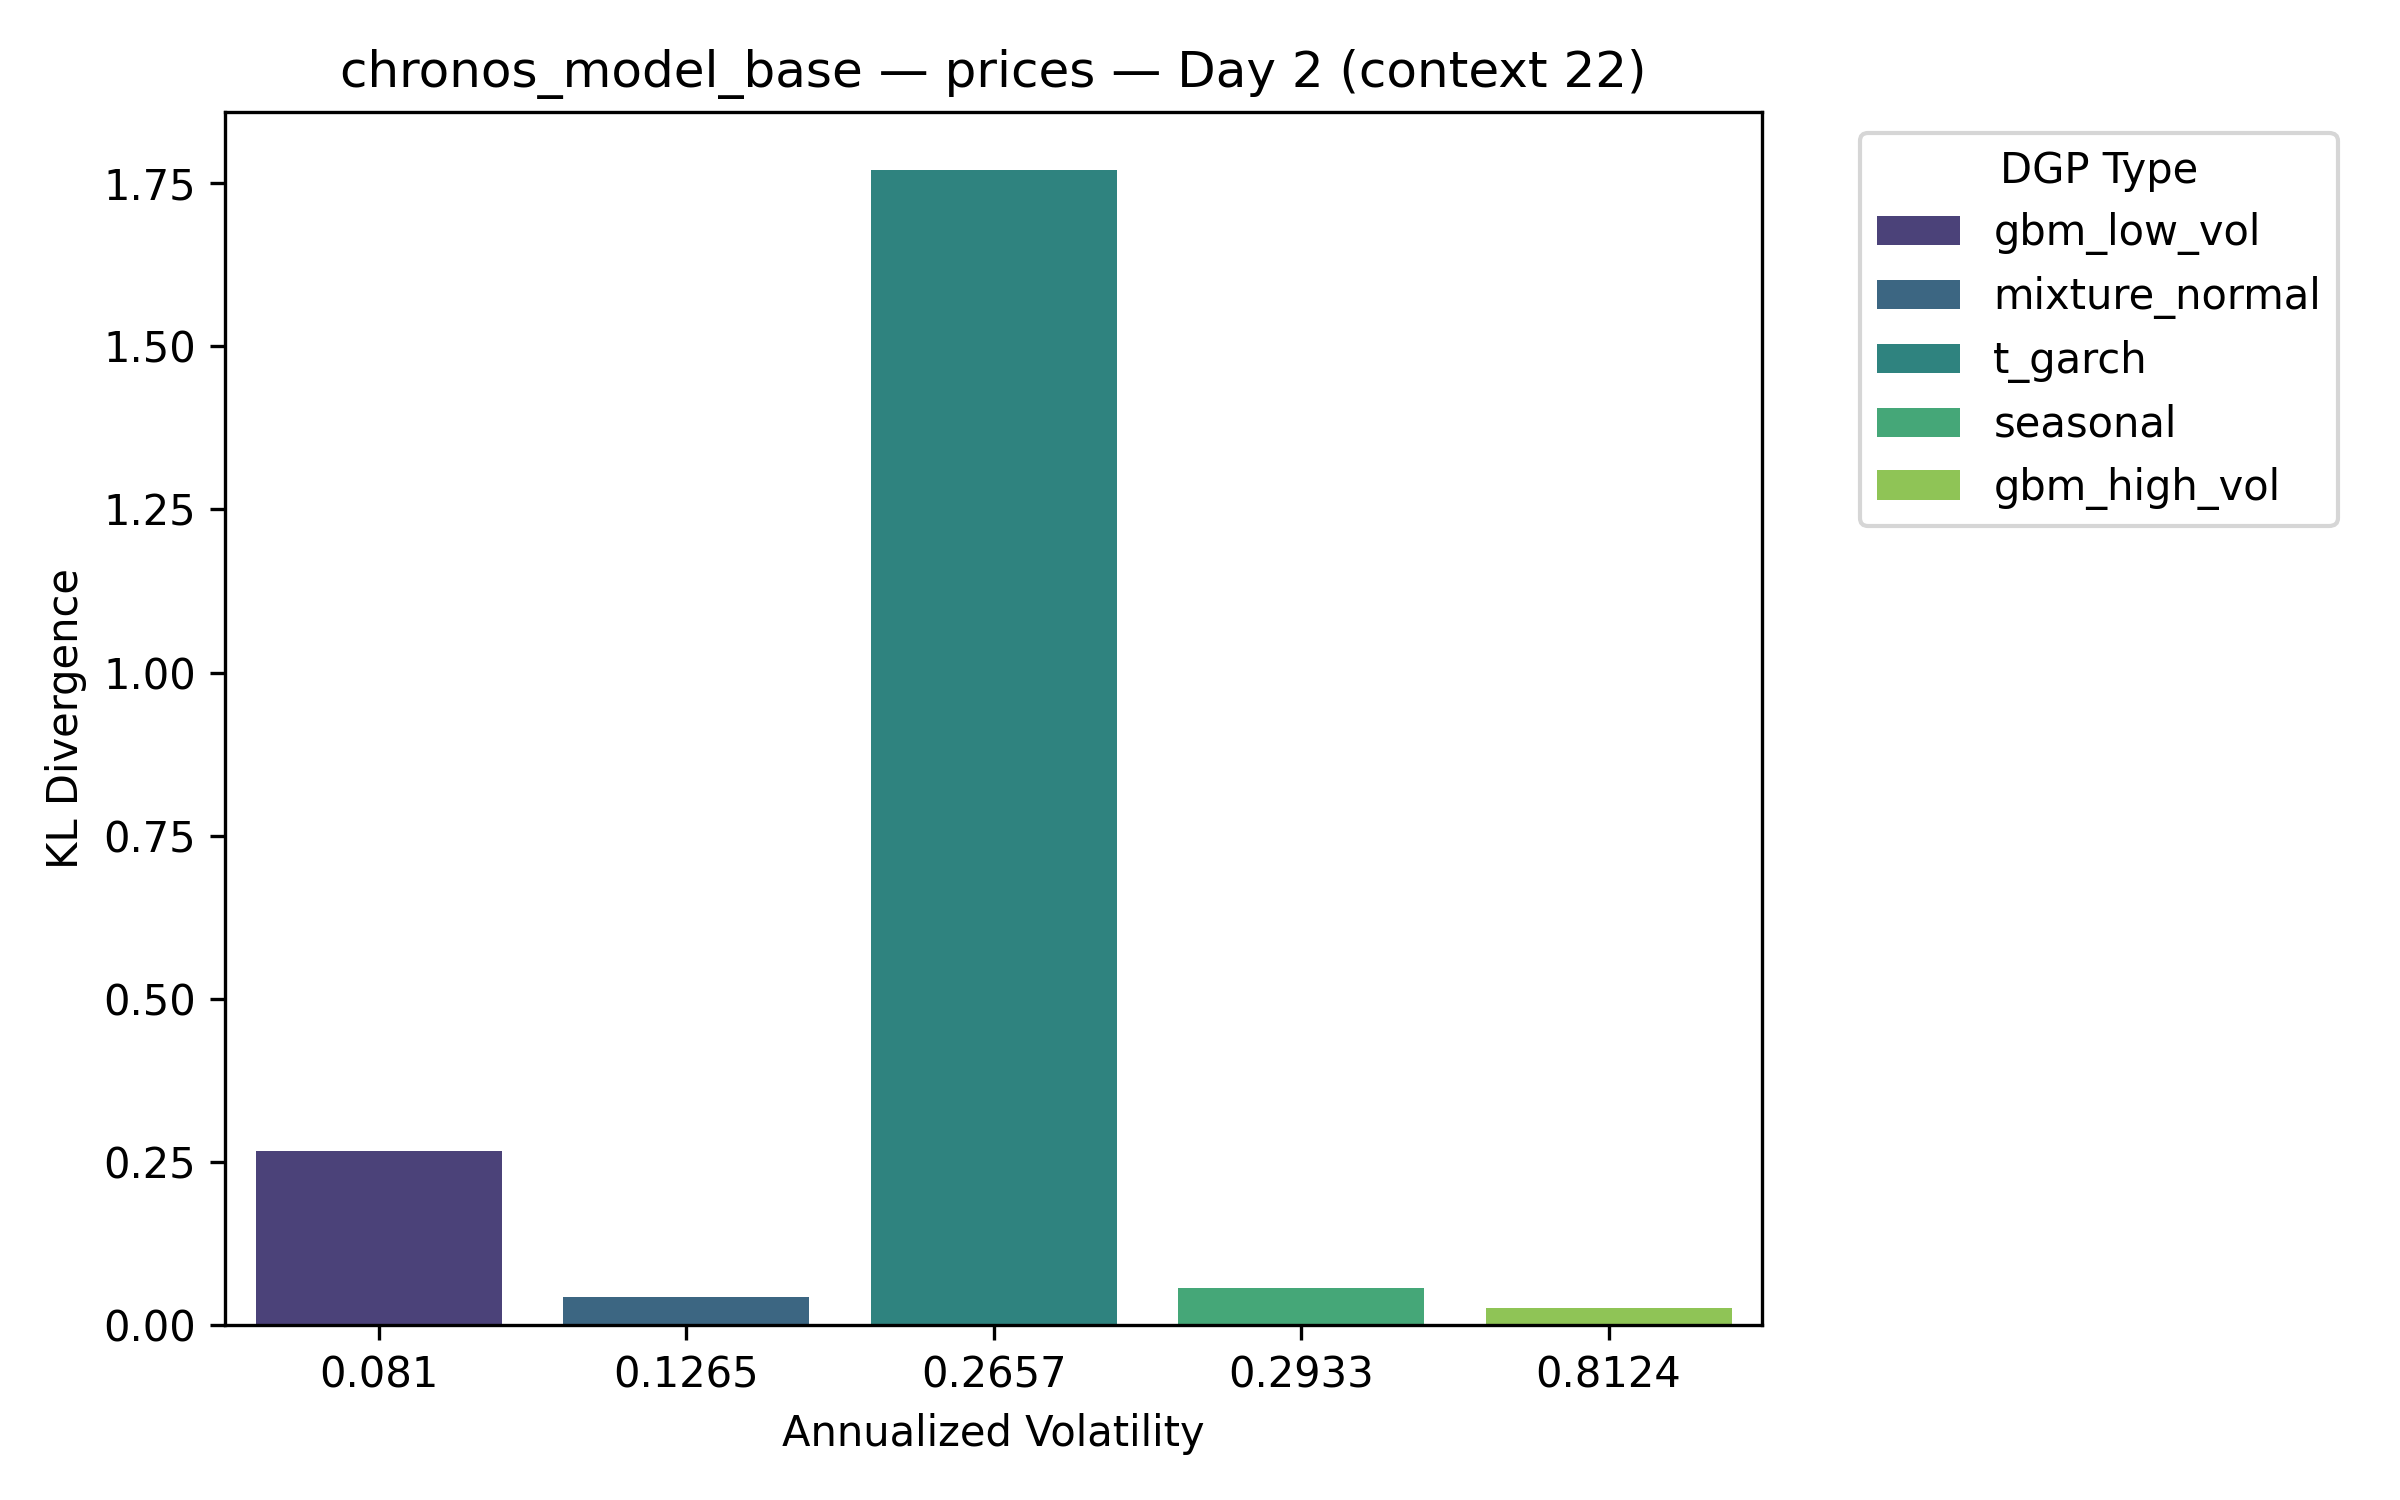 chronos_model_base — prices — Day 2 (context 22)
KL Divergence
1.75
1.50
1.25
1.00
0.75
0.50
0.25
0.00
0.081 0.1265 0.2657 0.2933 0.8124
Annualized Volatility
DGP Type
gbm_low_vol
mixture_normal
t_garch
seasonal
gbm_high_vol